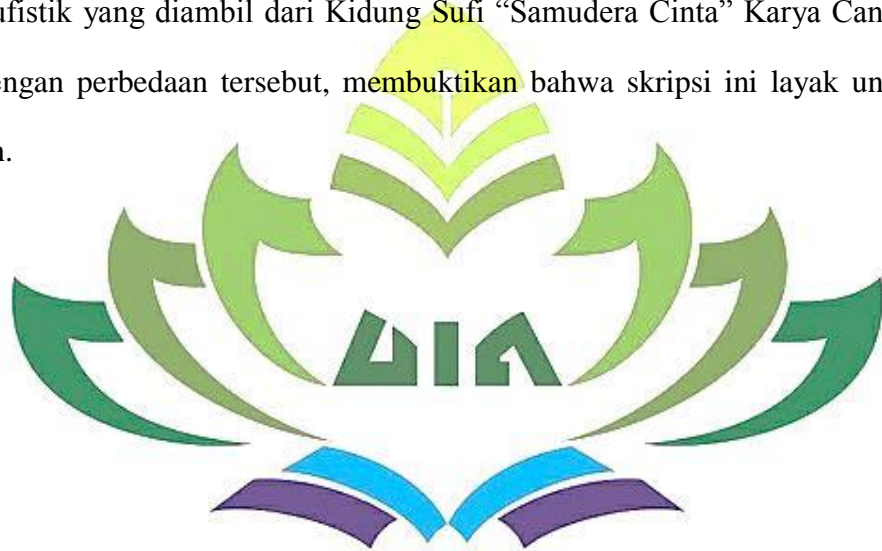 ufistik yang diambil dari Kidung Sufi “Samudera Cinta” Karya Can
engan perbedaan tersebut, membuktikan bahwa skripsi ini layak un
n.
UIN